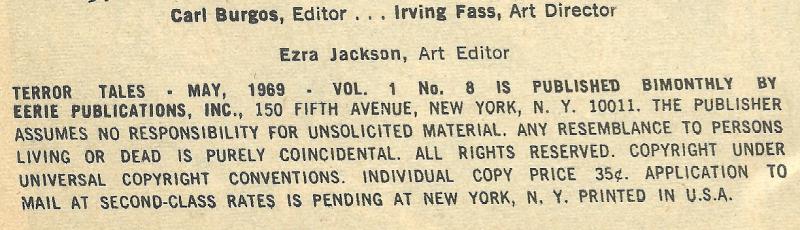 Carl Burgos, Editor . . . Irving Fass, Art Director
Ezra Jackson, Art Editor
TERROR TALES - MAY, 1969 - VOL. 1 No. 8 IS PUBLISHED BIMONTHLY BY
EERIE PUBLICATIONS, INC., 150 FIFTH AVENUE, NEW YORK, N. Y. 10011. THE PUBLISHER
ASSUMES NO RESPONSIBILITY FOR UNSOLICITED MATERIAL. ANY RESEMBLANCE TO PERSONS
LIVING OR DEAD IS PURELY COINCIDENTAL. ALL RIGHTS RESERVED. COPYRIGHT UNDER
UNIVERSAL COPYRIGHT CONVENTIONS. INDIVIDUAL COPY PRICE 35¢. APPLICATION TO
MAIL AT SECOND-CLASS RATES IS PENDING AT NEW YORK, N. Y. PRINTED IN U.S.A.